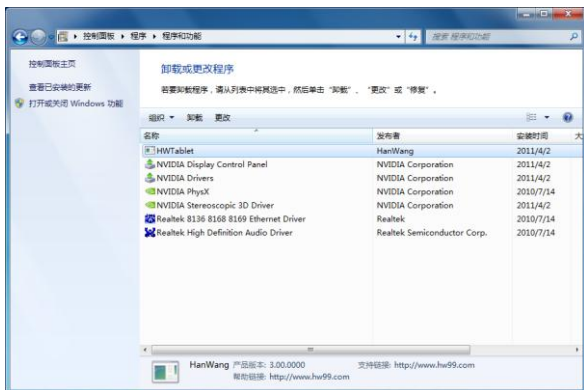 控制面板 ▸ 程序 ▸ 程序和功能
搜索 程序和功能
控制面板主页
查看已安装的更新
打开或关闭 Windows 功能
卸载或更改程序
若要卸载程序，请从列表中将其选中，然后单击“卸载”、“更改”或“修复”。
组织 卸载 更改
名称 发布者 安装时间 大
HWTablet HanWang 2011/4/2
NVIDIA Display Control Panel NVIDIA Corporation 2011/4/2
NVIDIA Drivers NVIDIA Corporation 2011/4/2
NVIDIA PhysX NVIDIA Corporation 2010/7/14
NVIDIA Stereoscopic 3D Driver NVIDIA Corporation 2011/4/2
Realtek 8136 8168 8169 Ethernet Driver Realtek 2010/7/14
Realtek High Definition Audio Driver Realtek Semiconductor Corp. 2010/7/14
HanWang 产品版本: 3.00.0000 支持链接: http://www.hw99.com
帮助链接: http://www.hw99.com